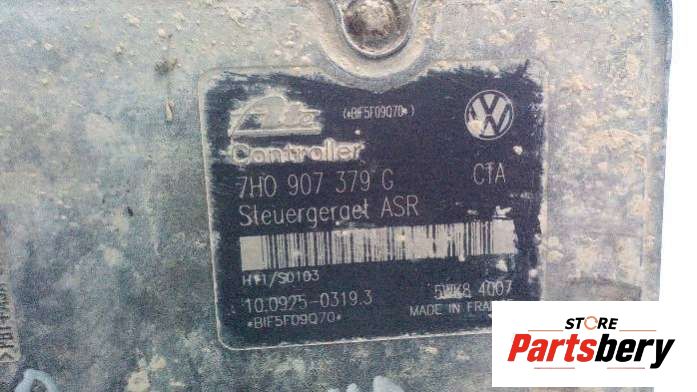 Ate
(*BIF5F09Q70*)
Controller
7H0 907 379 G
CTA
Steuergeraet ASR
H11/S0103
10.0925-0319.3
5WK8 4007
*BIF5F09Q70*
MADE IN FRANCE
STORE
Partsbery